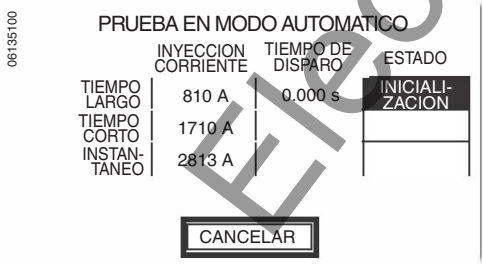 06135100
PRUEBA EN MODO AUTOMATICO
INYECCION CORRIENTE
TIEMPO DE DISPARO
ESTADO
TIEMPO LARGO
810 A
0.000 s
INICIALI-
ZACION
TIEMPO CORTO
1710 A
INSTAN-
TANEO
2813 A
CANCELAR
Elec